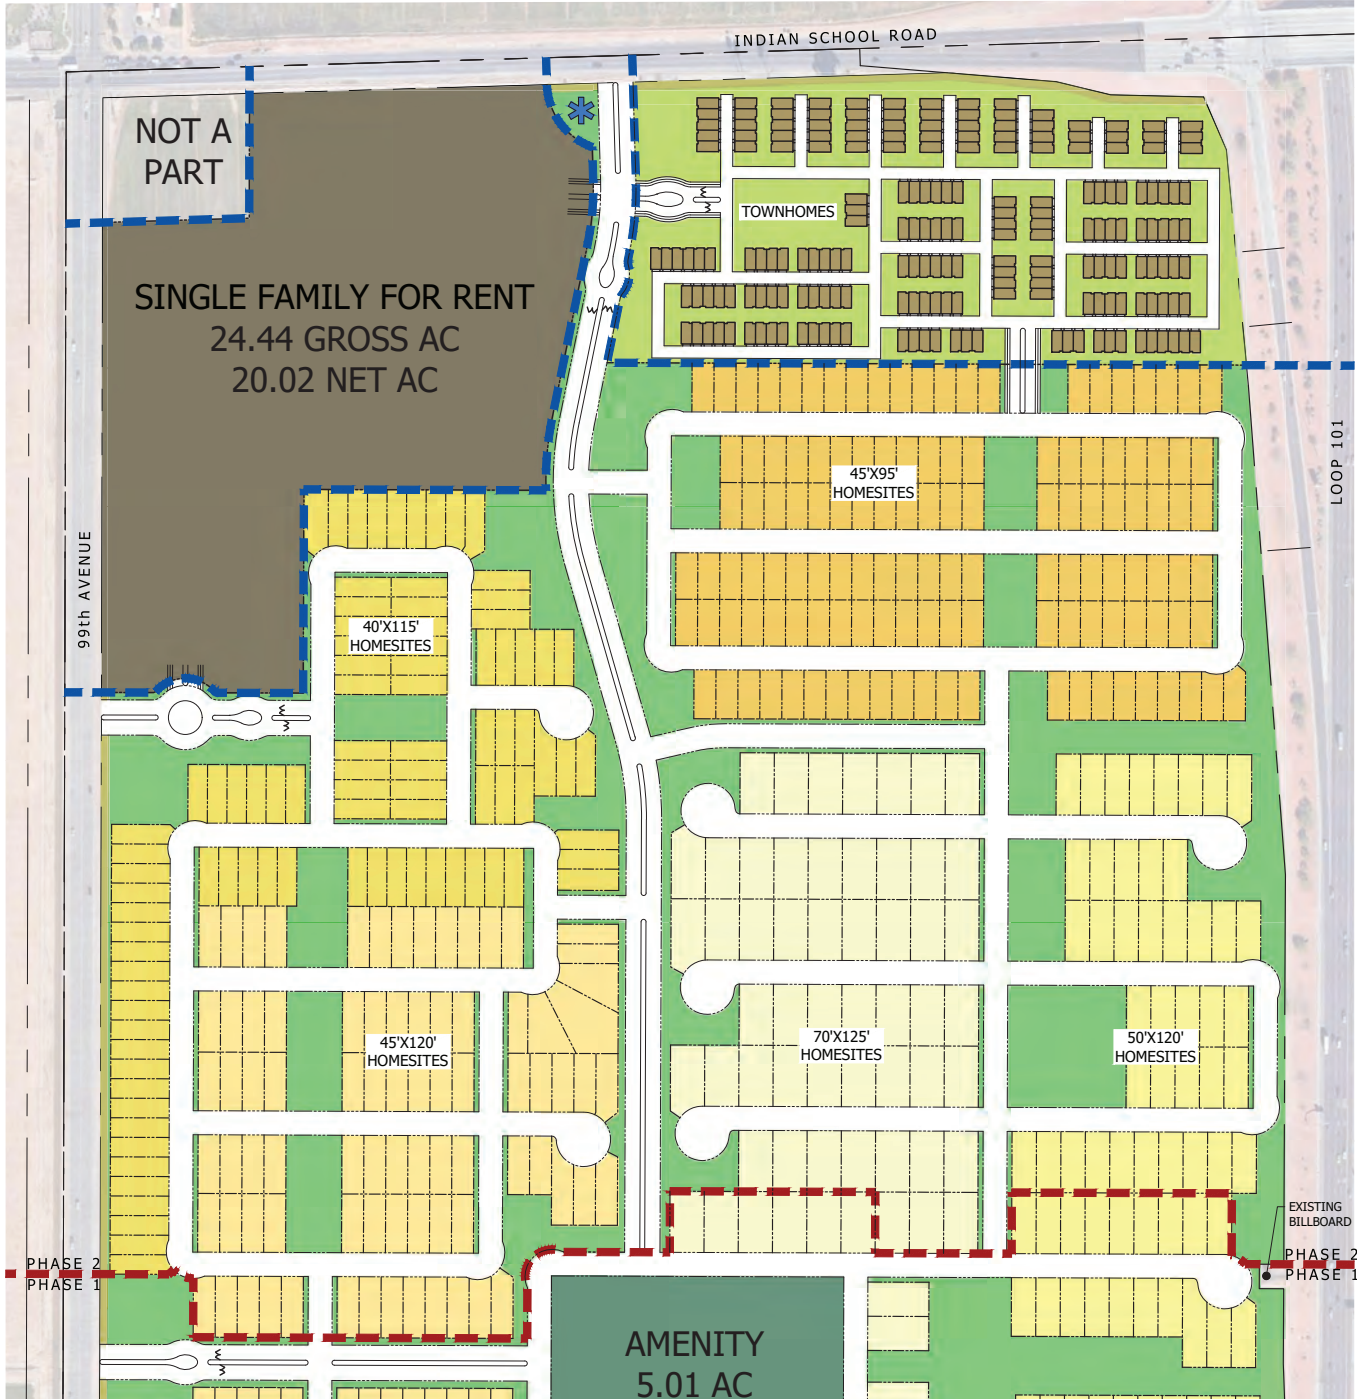 INDIAN SCHOOL ROAD
NOT A
PART
TOWNHOMES
SINGLE FAMILY FOR RENT
24.44 GROSS AC
20.02 NET AC
LOOP 101
45'X95'
HOMESITES
99th AVENUE
40'X115'
HOMESITES
45'X120'
HOMESITES
70'X125'
HOMESITES
50'X120'
HOMESITES
EXISTING
BILLBOARD
PHASE 2
PHASE 1
PHASE 2
PHASE 1
AMENITY
5.01 AC